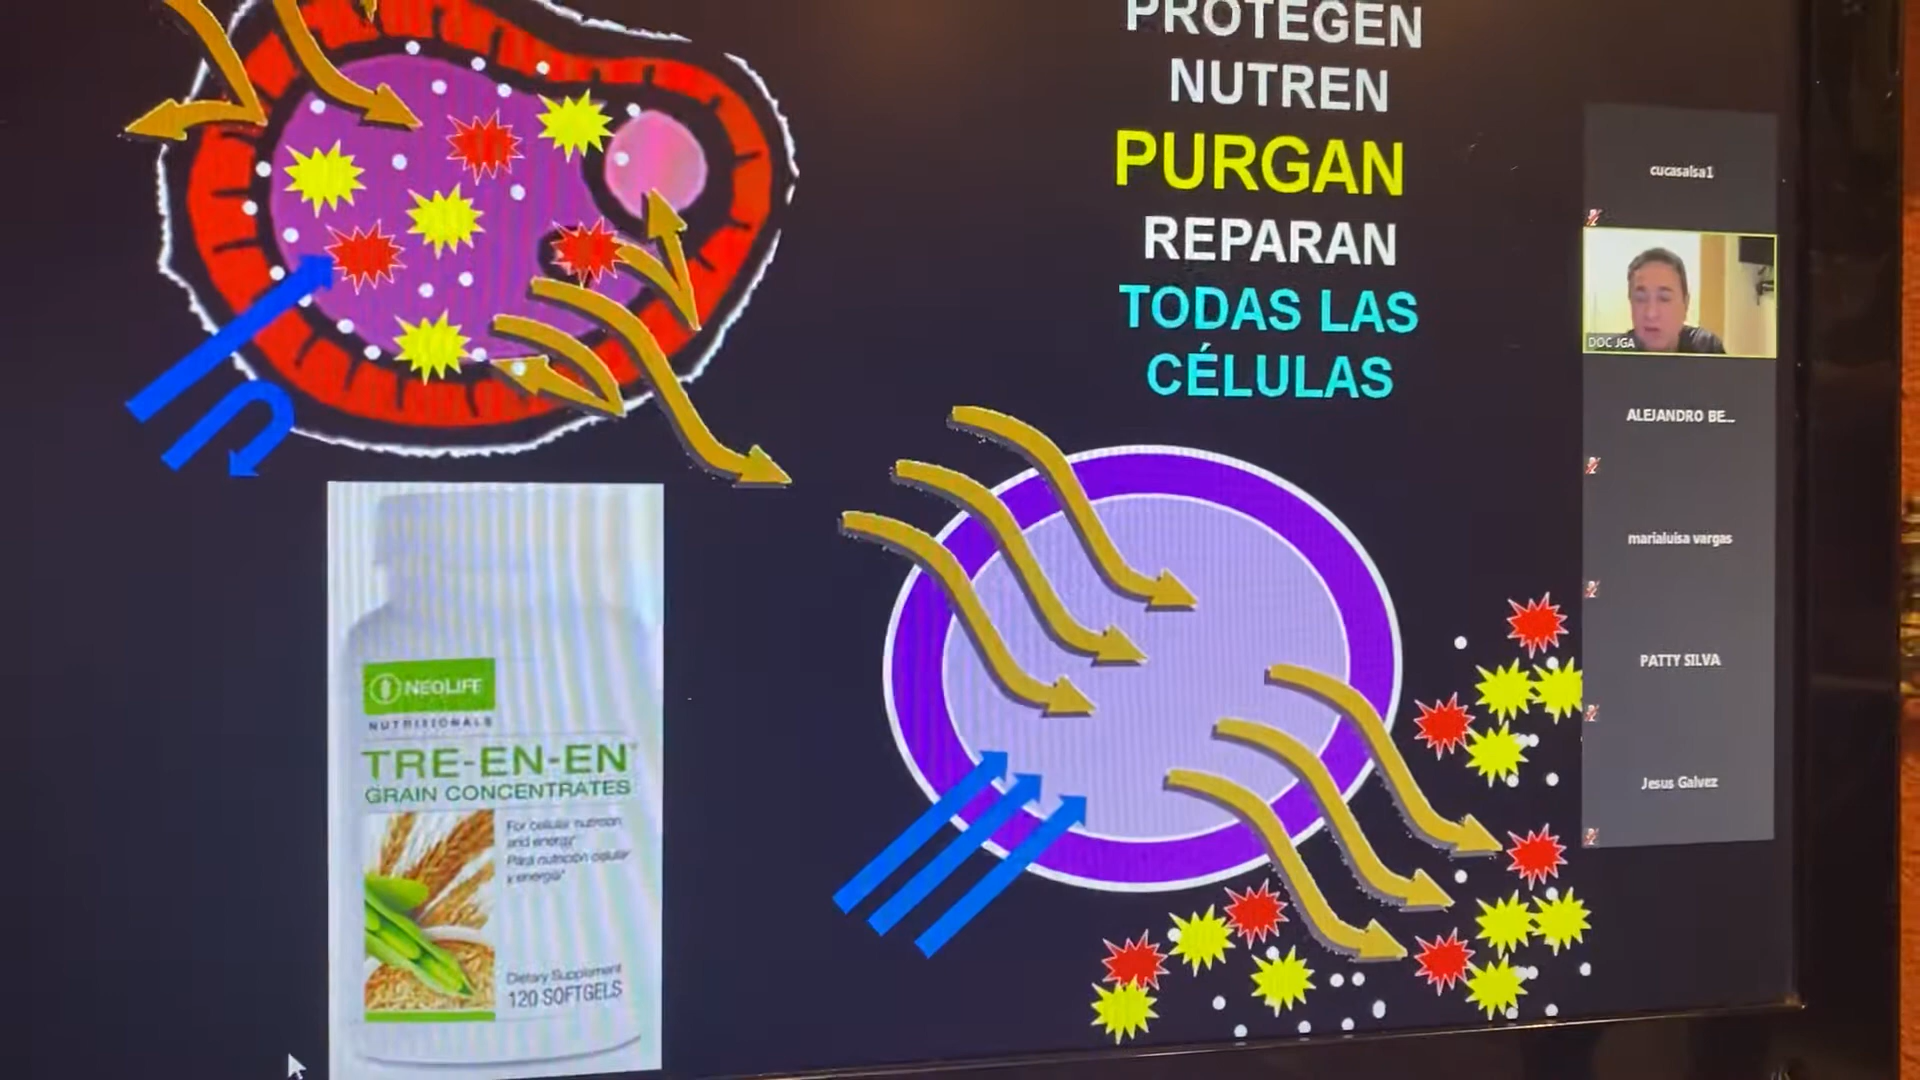 PROTEGEN
NUTREN
PURGAN
REPARAN
TODAS LAS
CÉLULAS
cucasalsa1
DOC JGA
ALEJANDRO BE...
marialuisa vargas
PATTY SILVA
Jesus Galvez
NEOLIFE
NUTRITIONALS
TRE-EN-EN®
GRAIN CONCENTRATES
For cellular nutrition
and energy*
Para nutrición celular
y energía*
Dietary Supplement
120 SOFTGELS